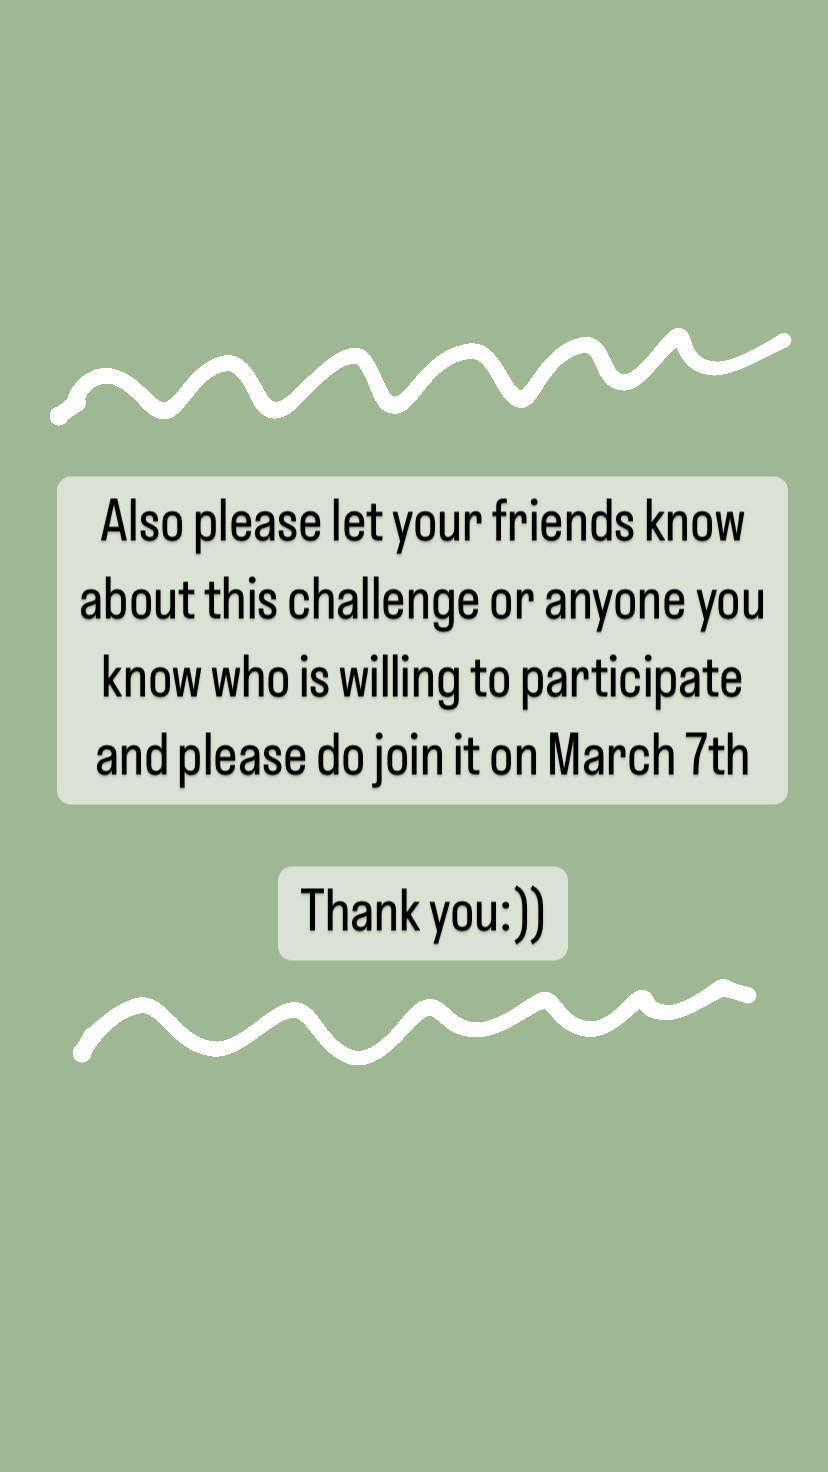 Also please let your friends know
about this challenge or anyone you
know who is willing to participate
and please do join it on March 7th
Thank you:))